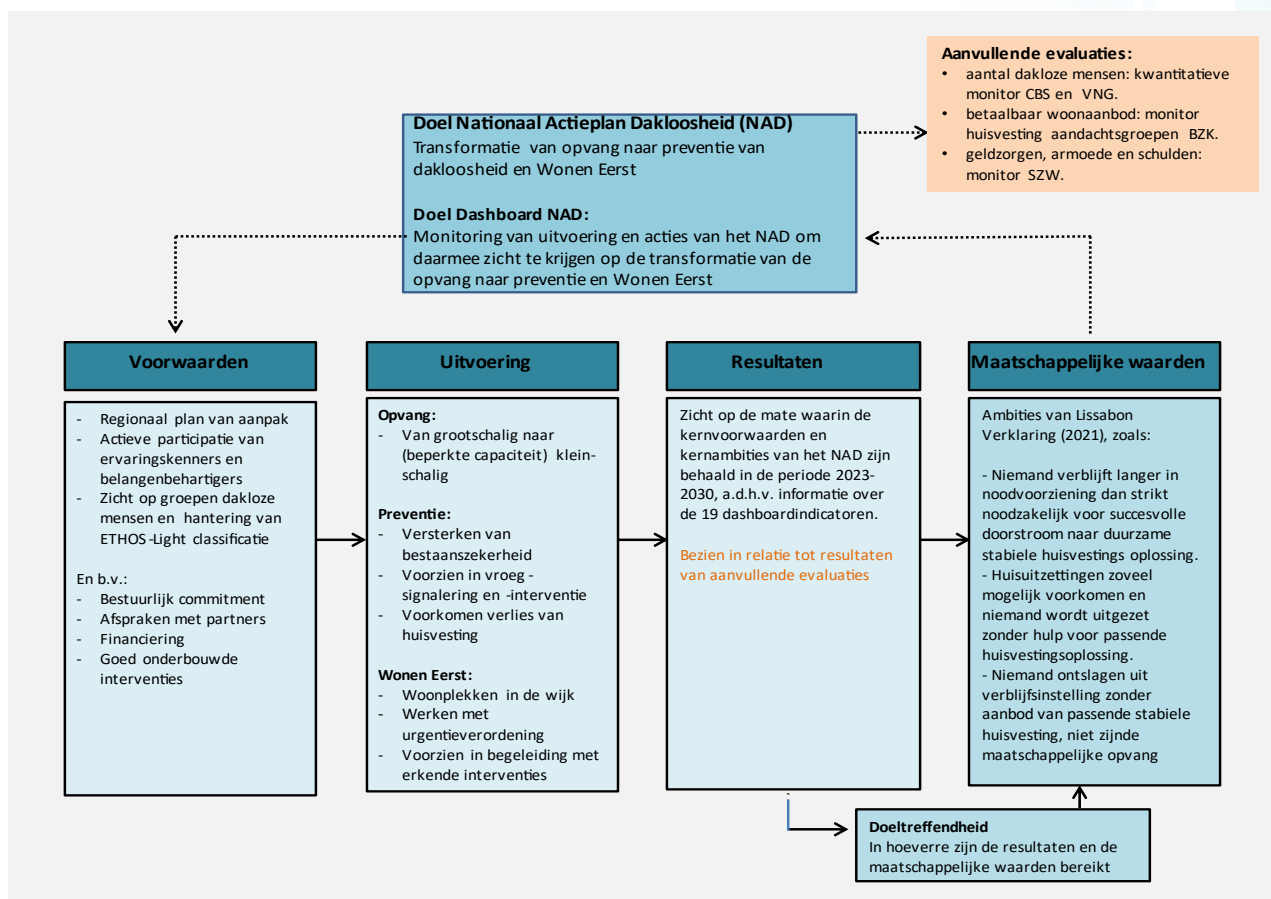 Aanvullende evaluaties:
• aantal dakloze mensen: kwantitatieve
monitor CBS en VNG.
• betaalbaar woonaanbod: monitor
huisvesting aandachtsgroepen BZK.
• geldzorgen, armoede en schulden:
monitor SZW.
Doel Nationaal Actieplan Dakloosheid (NAD)
Transformatie van opvang naar preventie van
dakloosheid en Wonen Eerst
Doel Dashboard NAD:
Monitoring van uitvoering en acties van het NAD om
daarmee zicht te krijgen op de transformatie van de
opvang naar preventie en Wonen Eerst
Voorwaarden
- Regionaal plan van aanpak
- Actieve participatie van
ervaringskenners en
belangenbehartigers
- Zicht op groepen dakloze
mensen en hantering van
ETHOS-Light classificatie
En b.v.:
- Bestuurlijk commitment
- Afspraken met partners
- Financiering
- Goed onderbouwde
interventies
Uitvoering
Opvang:
- Van grootschalig naar
(beperkte capaciteit) klein-
schalig
Preventie:
- Versterken van
bestaanszekerheid
- Voorzien in vroeg -
signalering en -interventie
- Voorkomen verlies van
huisvesting
Wonen Eerst:
- Woonplekken in de wijk
- Werken met
urgentieverordening
- Voorzien in begeleiding met
erkende interventies
Resultaten
Zicht op de mate waarin de
kernvoorwaarden en
kernambities van het NAD zijn
behaald in de periode 2023-
2030, a.d.h.v. informatie over
de 19 dashboardindicatoren.
Bezien in relatie tot resultaten
van aanvullende evaluaties
Maatschappelijke waarden
Ambities van Lissabon
Verklaring (2021), zoals:
- Niemand verblijft langer in
noodvoorziening dan strikt
noodzakelijk voor succesvolle
doorstroom naar duurzame
stabiele huisvestings oplossing.
- Huisuitzettingen zoveel
mogelijk voorkomen en
niemand wordt uitgezet
zonder hulp voor passende
huisvestingsoplossing.
- Niemand ontslagen uit
verblijfsinstelling zonder
aanbod van passende stabiele
huisvesting, niet zijnde
maatschappelijke opvang
Doeltreffendheid
In hoeverre zijn de resultaten en de
maatschappelijke waarden bereikt